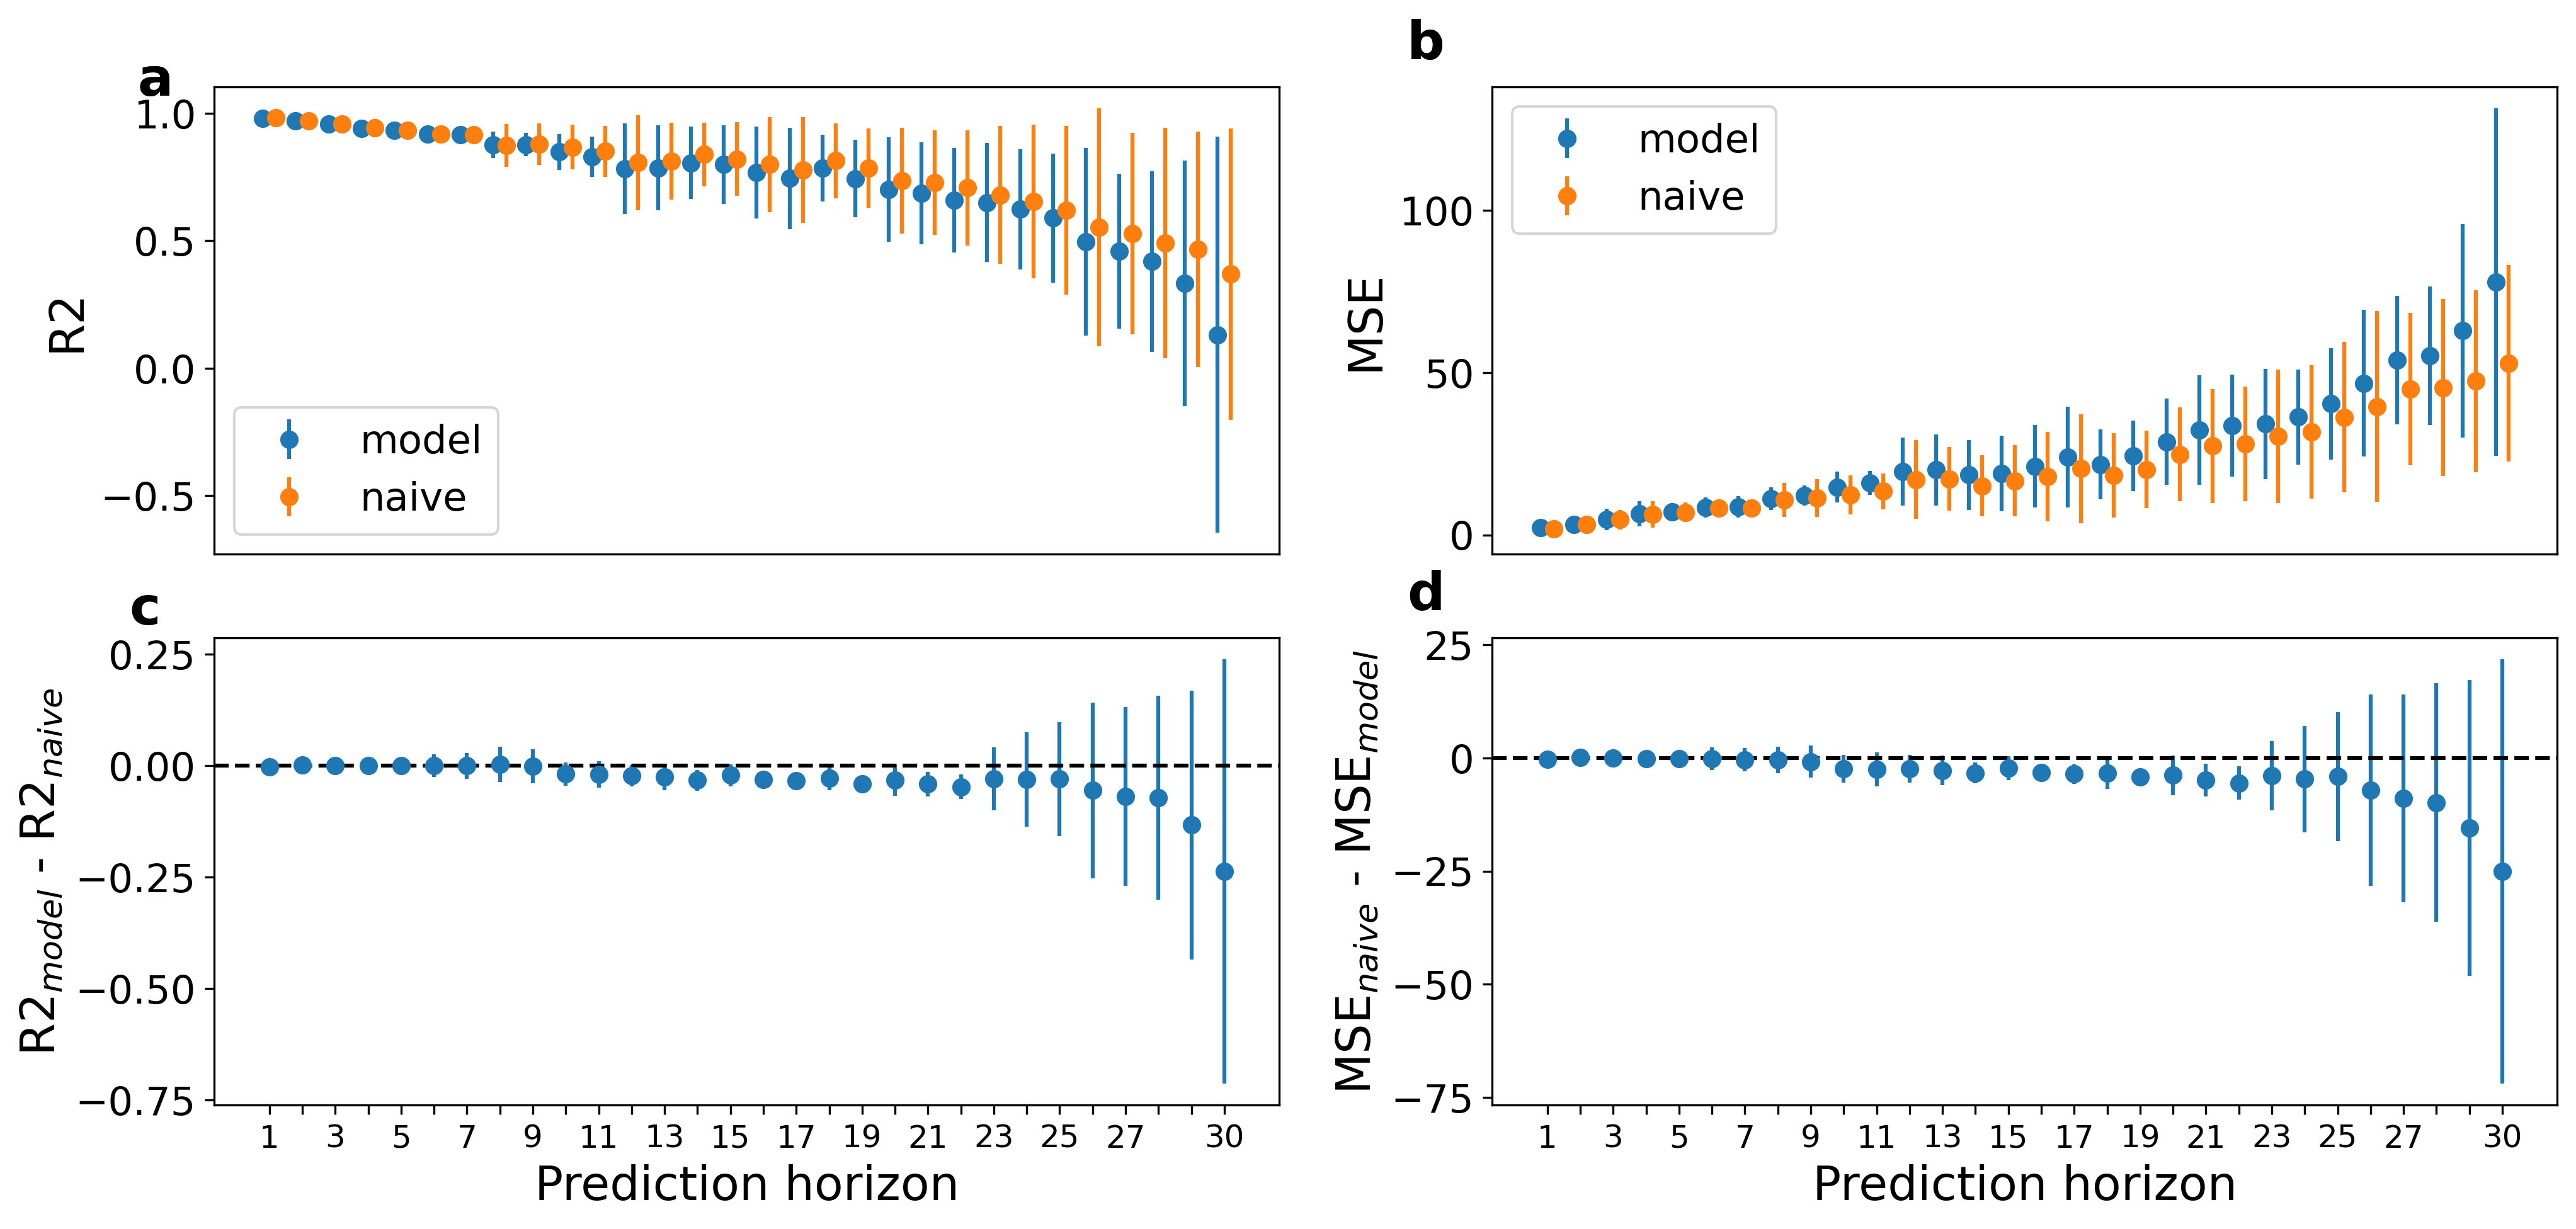 a
1.0
0.5
0.0
−0.5
R2
model
naive
b
100
50
0
MSE
model
naive
c
0.25
0.00
−0.25
−0.50
−0.75
R2model - R2naive
1 3 5 7 9 11 13 15 17 19 21 23 25 27 30
Prediction horizon
d
25
0
−25
−50
−75
MSEnaive - MSEmodel
1 3 5 7 9 11 13 15 17 19 21 23 25 27 30
Prediction horizon